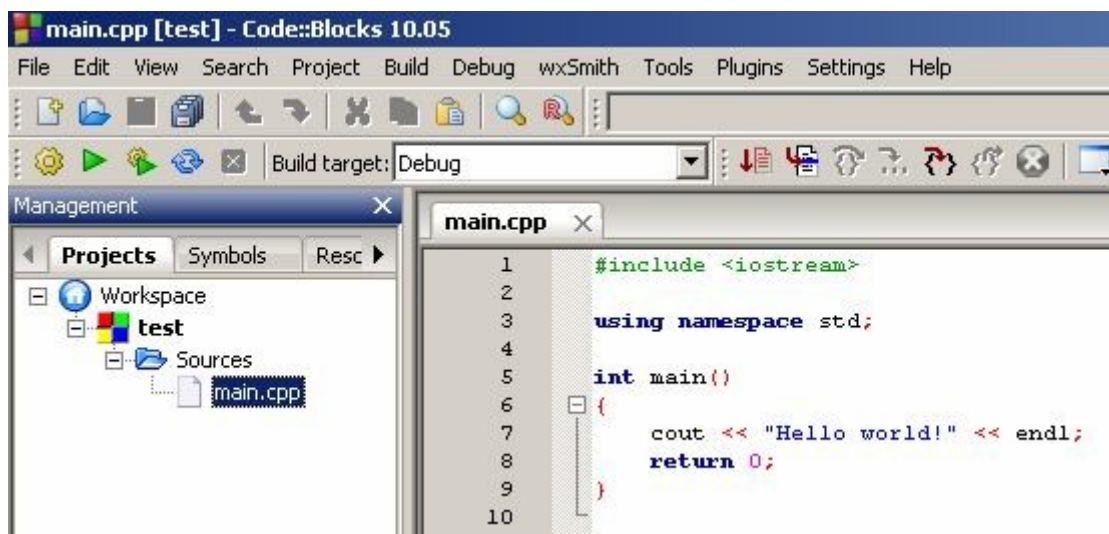 main.cpp [test] - Code::Blocks 10.05
File Edit View Search Project Build Debug wxSmith Tools Plugins Settings Help
Build target: Debug
Management
main.cpp
Projects Symbols Resc
Workspace
test
Sources
main.cpp
1 #include <iostream>
2
3 using namespace std;
4
5 int main()
6 {
7 cout << "Hello world!" << endl;
8 return 0;
9 }
10